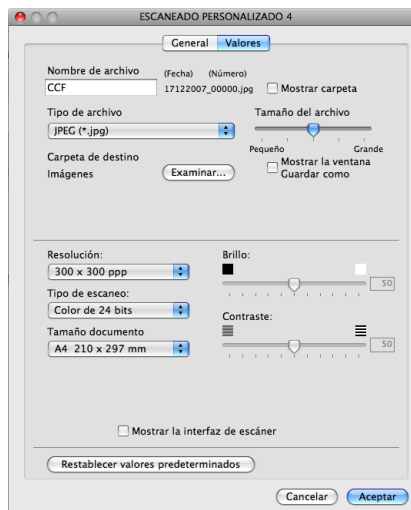 ESCANEADO PERSONALIZADO 4
General Valores
Nombre de archivo (Fecha) (Número)
CCF 17122007_00000.jpg Mostrar carpeta
Tipo de archivo Tamaño del archivo
JPEG (*.jpg)
Pequeño Grande
Carpeta de destino Mostrar la ventana
Imágenes Examinar... Guardar como
Resolución: Brillo:
300 x 300 ppp
50
Tipo de escaneo:
Color de 24 bits
Contraste:
Tamaño documento
A4 210 x 297 mm 50
Mostrar la interfaz de escáner
Restablecer valores predeterminados
Cancelar Aceptar